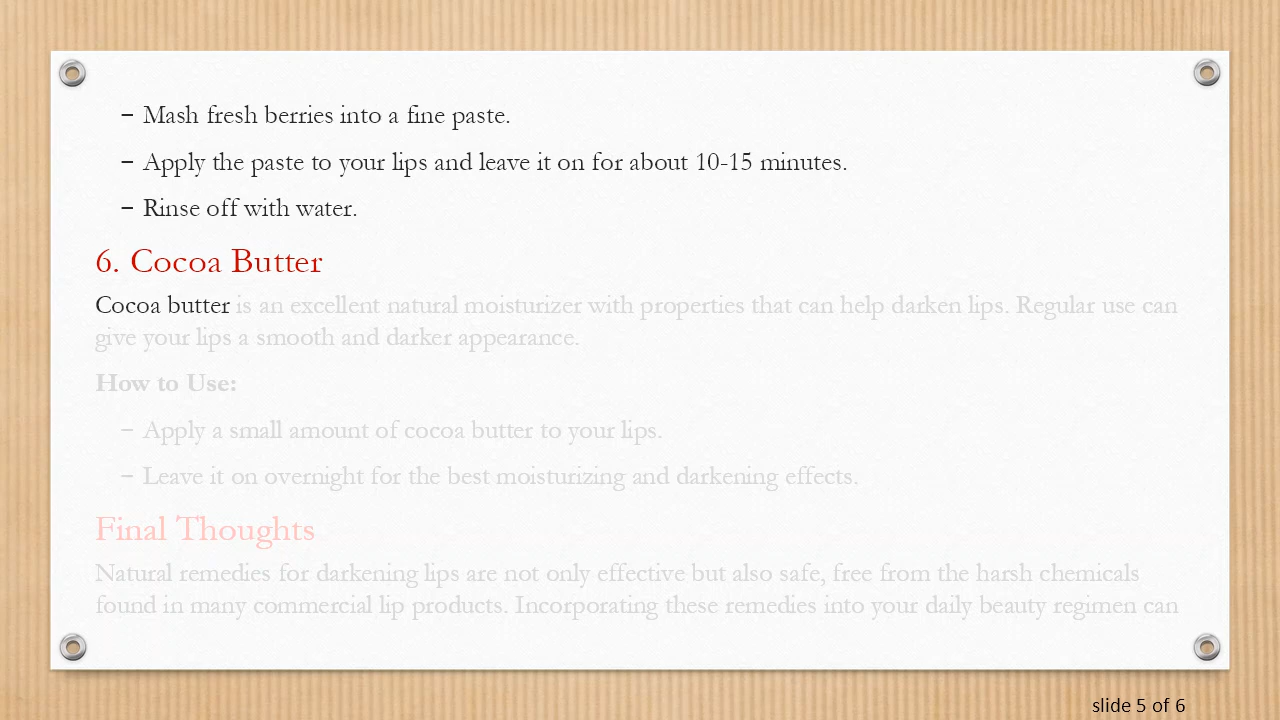 – Mash fresh berries into a fine paste.
– Apply the paste to your lips and leave it on for about 10-15 minutes.
– Rinse off with water.
6. Cocoa Butter
Cocoa butter is an excellent natural moisturizer with properties that can help darken lips. Regular use can
give your lips a smooth and darker appearance.
How to Use:
– Apply a small amount of cocoa butter to your lips.
– Leave it on overnight for the best moisturizing and darkening effects.
Final Thoughts
Natural remedies for darkening lips are not only effective but also safe, free from the harsh chemicals
found in many commercial lip products. Incorporating these remedies into your daily beauty regimen can
slide 5 of 6